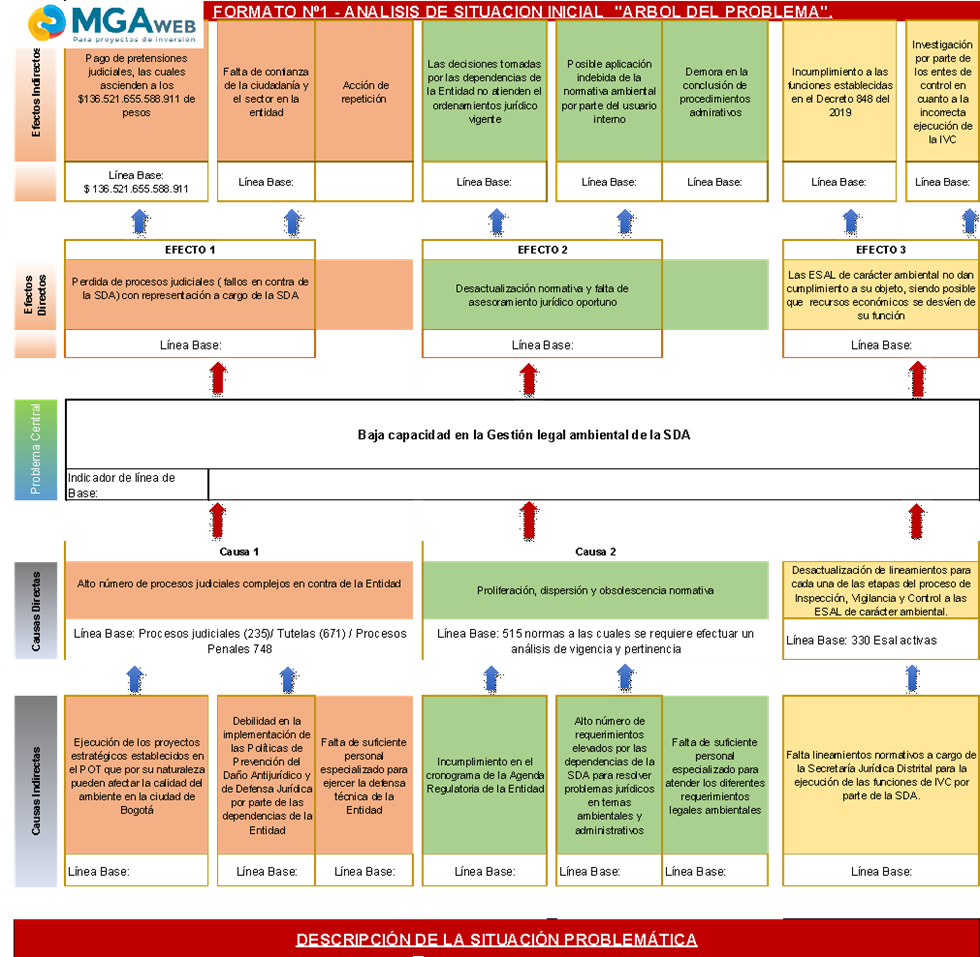 MGAWEB
Para proyectos de inversión
FORMATO Nº1 - ANALISIS DE SITUACION INICIAL "ARBOL DEL PROBLEMA".
Efectos Indirectos
Pago de pretensiones
judiciales, las cuales
ascienden a los
$136.521.655.588.911 de
pesos
Falta de confianza
de la ciudadanía y
el sector en la
entidad
Acción de
repetición
Las decisiones tomadas
por las dependencias de
la Entidad no atienden el
ordenamientos jurídico
vigente
Posible aplicación
indebida de la
normativa ambiental
por parte del usuario
interno
Demora en la
conclusión de
procedimientos
admirativos
Incumplimiento a las
funciones establecidas
en el Decreto 848 del
2019
Investigación
por parte de
los entes de
control en
cuanto a la
incorrecta
ejecución de
la IVC
Línea Base:
$ 136.521.655.588.911
Línea Base:
Línea Base:
Línea Base:
Línea Base:
Línea Base:
Línea Base:
Efectos
Directos
EFECTO 1
Perdida de procesos judiciales ( fallos en contra de
la SDA) con representación a cargo de la SDA
Línea Base:
EFECTO 2
Desactualización normativa y falta de
asesoramiento jurídico oportuno
Línea Base:
EFECTO 3
Las ESAL de carácter ambiental no dan
cumplimiento a su objeto, siendo posible
que recursos económicos se desvíen de
su función
Línea Base:
Problema Central
Baja capacidad en la Gestión legal ambiental de la SDA
Indicador de línea de
Base:
Causas Directas
Causa 1
Alto número de procesos judiciales complejos en contra de la Entidad
Línea Base: Procesos judiciales (235)/ Tutelas (671) / Procesos
Penales 748
Causa 2
Proliferación, dispersión y obsolescencia normativa
Línea Base: 515 normas a las cuales se requiere efectuar un
análisis de vigencia y pertinencia
Desactualización de lineamientos para
cada una de las etapas del proceso de
Inspección, Vigilancia y Control a las
ESAL de carácter ambiental.
Línea Base: 330 Esal activas
Causas Indirectas
Ejecución de los proyectos
estratégicos establecidos en
el POT que por su naturaleza
pueden afectar la calidad del
ambiente en la ciudad de
Bogotá
Línea Base:
Debilidad en la
implementación de
las Políticas de
Prevención del
Daño Antijurídico y
de Defensa Jurídica
por parte de las
dependencias de la
Entidad
Línea Base:
Falta de suficiente
personal
especializado para
ejercer la defensa
técnica de la
Entidad
Línea Base:
Incumplimiento en el
cronograma de la Agenda
Regulatoria de la Entidad
Línea Base:
Alto número de
requerimientos
elevados por las
dependencias de la
SDA para resolver
problemas jurídicos
en temas
ambientales y
administrativos
Línea Base:
Falta de suficiente
personal
especializado para
atender los diferentes
requerimientos
legales ambientales
Línea Base:
Falta lineamientos normativos a cargo de
la Secretaría Jurídica Distrital para la
ejecución de las funciones de IVC por
parte de la SDA.
Línea Base:
DESCRIPCIÓN DE LA SITUACIÓN PROBLEMÁTICA